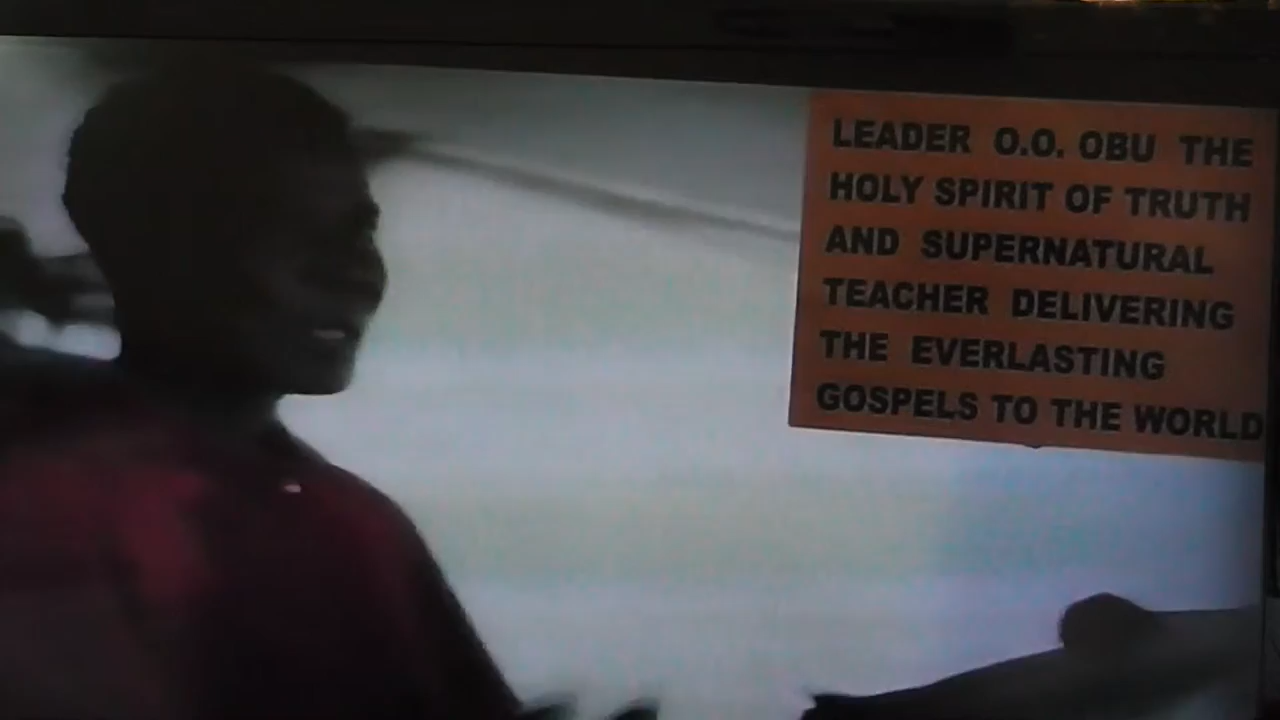 LEADER O.O. OBU THE
HOLY SPIRIT OF TRUTH
AND SUPERNATURAL
TEACHER DELIVERING
THE EVERLASTING
GOSPELS TO THE WORLD